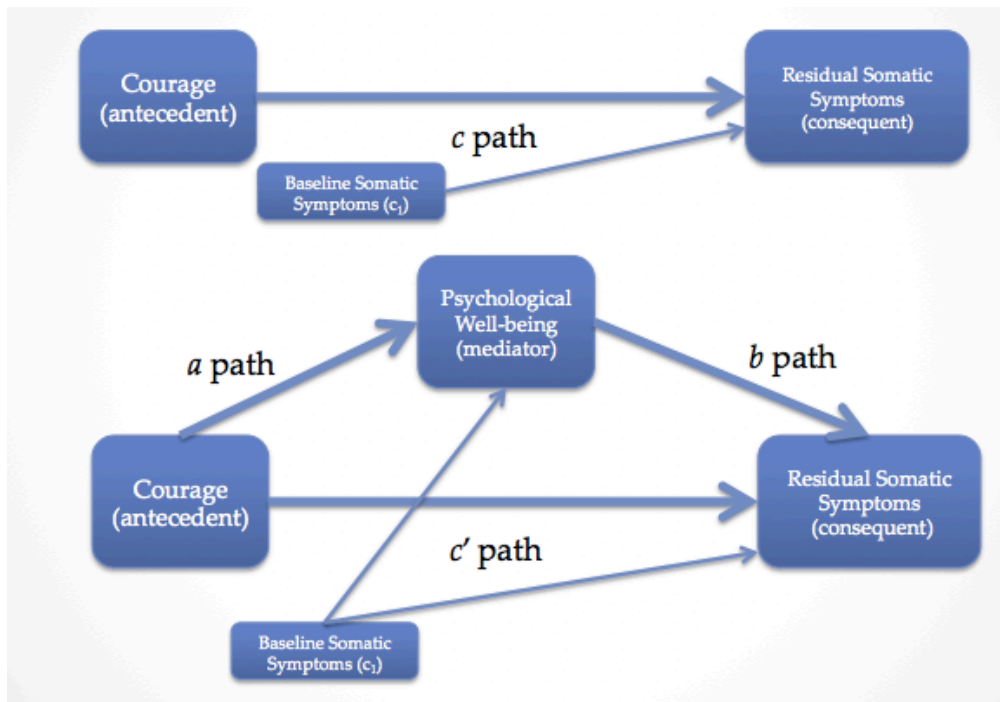 Courage
(antecedent)
Residual Somatic
Symptoms
(consequent)
c path
Baseline Somatic
Symptoms (c₁)
Psychological
Well-being
(mediator)
a path
b path
Courage
(antecedent)
Residual Somatic
Symptoms
(consequent)
c’ path
Baseline Somatic
Symptoms (c₁)